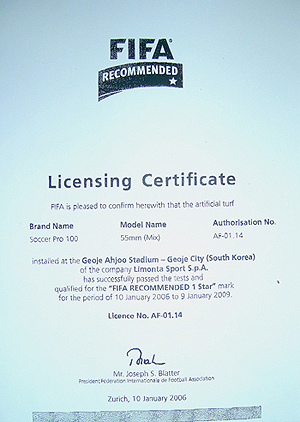 FIFA
RECOMMENDED
Licensing Certificate
FIFA is pleased to confirm herewith that the artificial turf
Brand Name Model Name Authorisation No.
Soccer Pro 100 55mm (Mix) AF-01.14
installed at the Geoje Ahjoo Stadium – Geoje City (South Korea)
of the company Limonta Sport S.p.A.
has successfully passed the tests and
qualified for the "FIFA RECOMMENDED 1 Star" mark
for the period of 10 January 2006 to 9 January 2009.
Licence No. AF-01.14
Mr. Joseph S. Blatter
President Fédération Internationale de Football Association
Zurich, 10 January 2006